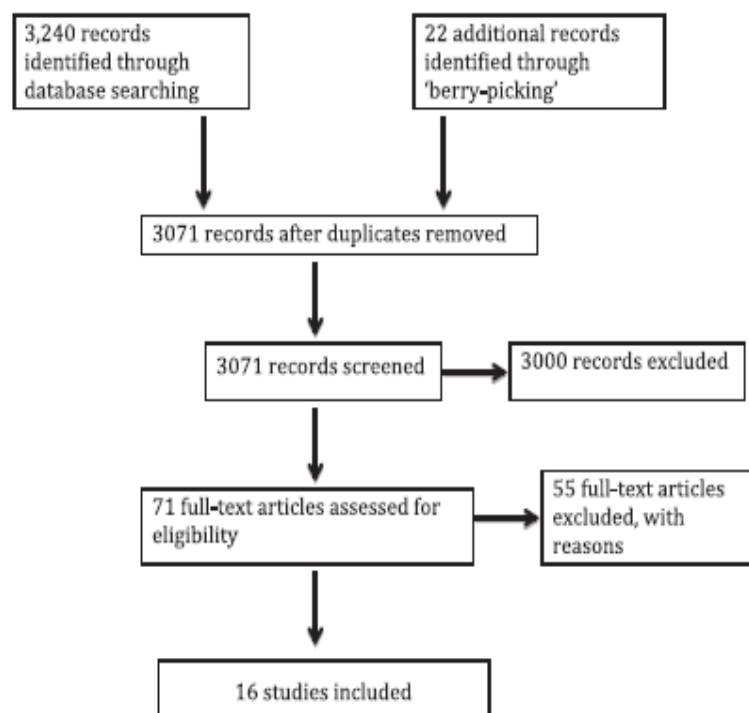 3,240 records
identified through
database searching
22 additional records
identified through
‘berry-picking’
3071 records after duplicates removed
3071 records screened
3000 records excluded
71 full-text articles assessed for
eligibility
55 full-text articles
excluded, with
reasons
16 studies included